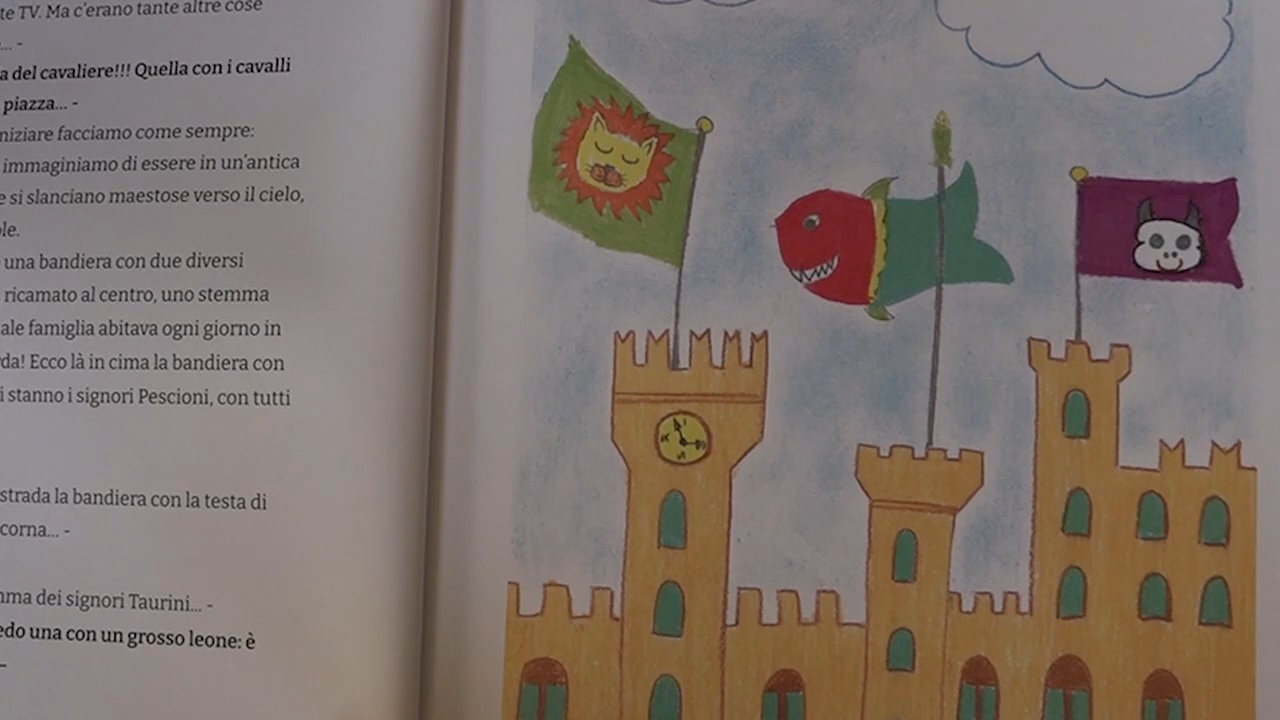 te TV. Ma c'erano tante altre cose
... -
a del cavaliere!!! Quella con i cavalli
piazza... -
niziare facciamo come sempre:
immaginiamo di essere in un'antica
e si slanciano maestose verso il cielo,
le.
una bandiera con due diversi
ricamato al centro, uno stemma
ale famiglia abitava ogni giorno in
da! Ecco là in cima la bandiera con
i stanno i signori Pescioni, con tutti
strada la bandiera con la testa di
corna... -
ma dei signori Taurini... -
edo una con un grosso leone: è
–